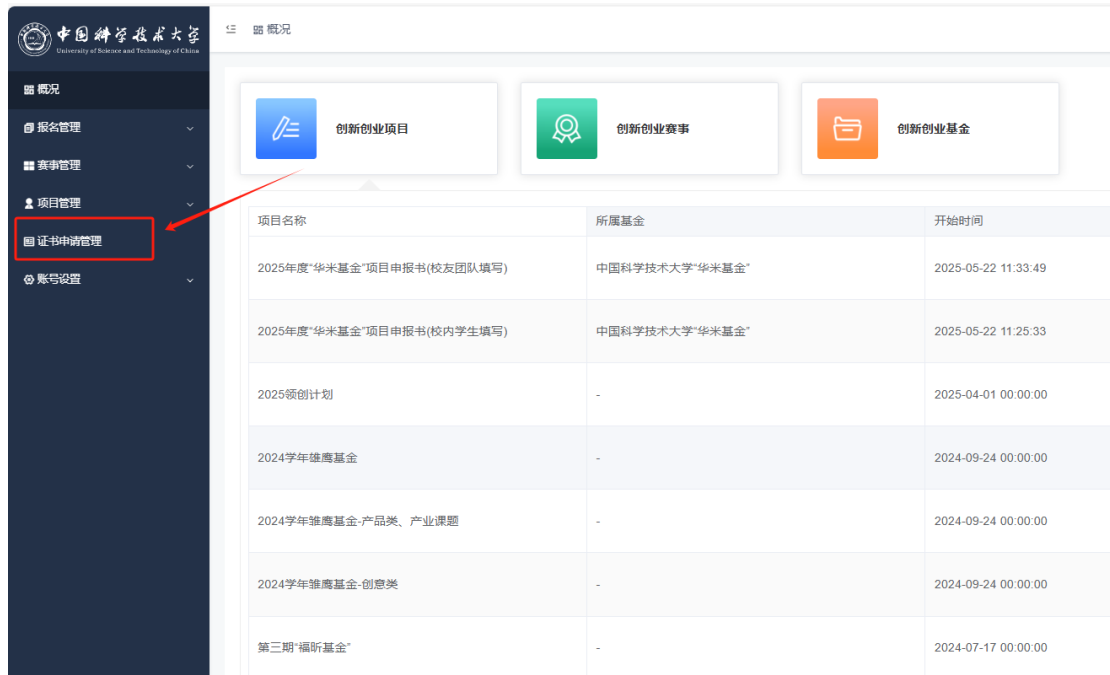 中国科学技术大学
University of Science and Technology of China
概况
概况
报名管理
赛事管理
项目管理
证书申请管理
账号设置
创新创业项目
创新创业赛事
创新创业基金
项目名称 所属基金 开始时间
2025年度“华米基金”项目申报书(校友团队填写) 中国科学技术大学“华米基金” 2025-05-22 11:33:49
2025年度“华米基金”项目申报书(校内学生填写) 中国科学技术大学“华米基金” 2025-05-22 11:25:33
2025领创计划 - 2025-04-01 00:00:00
2024学年雄鹰基金 - 2024-09-24 00:00:00
2024学年雏鹰基金-产品类、产业课题 - 2024-09-24 00:00:00
2024学年雏鹰基金-创意类 - 2024-09-24 00:00:00
第三期“福昕基金” - 2024-07-17 00:00:00